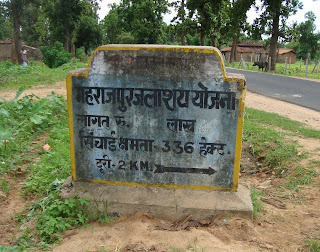 महराजपुर जलाशय योजना
लागत रु. लाख
सिंचाई क्षमता- 336 हेक्ट.
दूरी- 2 KM.